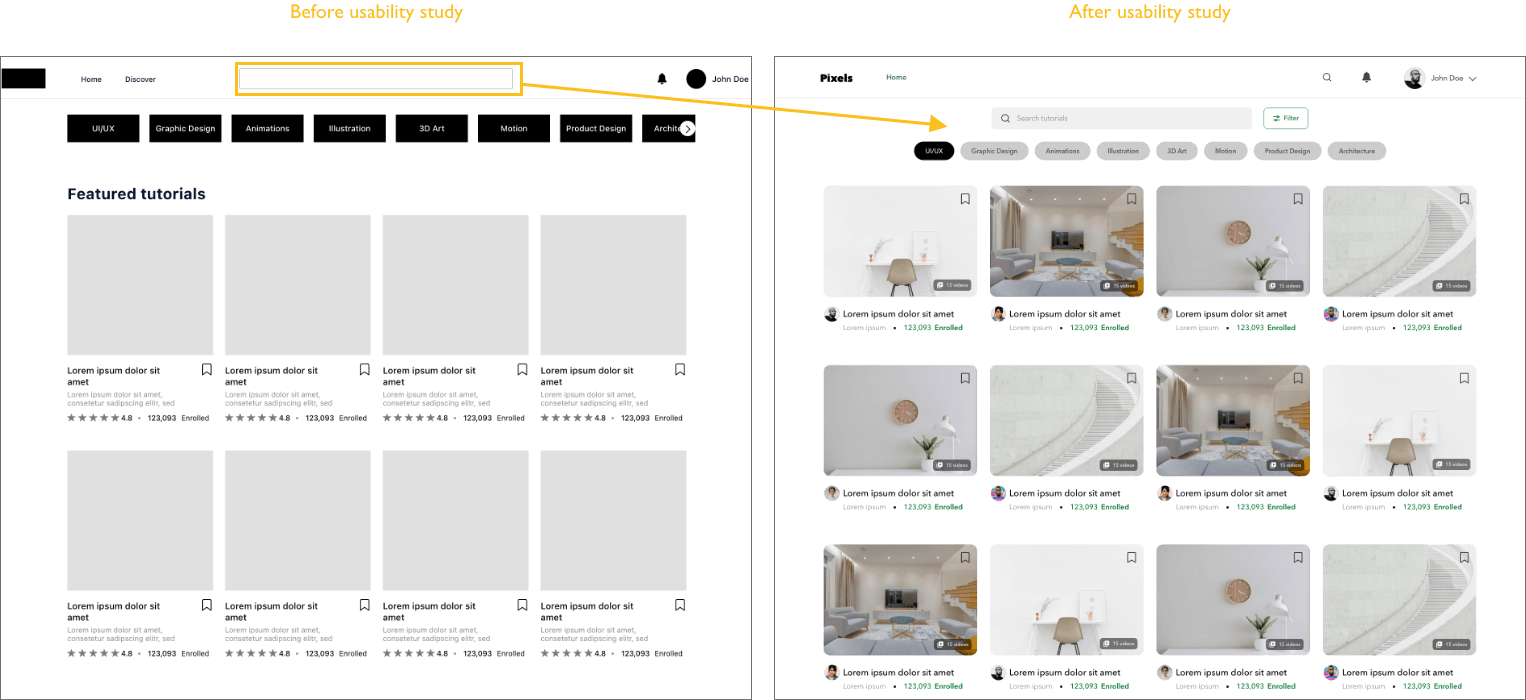 Before usability study
After usability study
Home
Discover
John Doe
UI/UX
Graphic Design
Animations
Illustration
3D Art
Motion
Product Design
Archite
Featured tutorials
Lorem ipsum dolor sit
amet
Lorem ipsum dolor sit amet,
consetetur sadipscing elitr, sed
4.8 • 123,093 Enrolled
Lorem ipsum dolor sit
amet
Lorem ipsum dolor sit amet,
consetetur sadipscing elitr, sed
4.8 • 123,093 Enrolled
Lorem ipsum dolor sit
amet
Lorem ipsum dolor sit amet,
consetetur sadipscing elitr, sed
4.8 • 123,093 Enrolled
Lorem ipsum dolor sit
amet
Lorem ipsum dolor sit amet,
consetetur sadipscing elitr, sed
4.8 • 123,093 Enrolled
Lorem ipsum dolor sit
amet
Lorem ipsum dolor sit amet,
consetetur sadipscing elitr, sed
4.8 • 123,093 Enrolled
Lorem ipsum dolor sit
amet
Lorem ipsum dolor sit amet,
consetetur sadipscing elitr, sed
4.8 • 123,093 Enrolled
Lorem ipsum dolor sit
amet
Lorem ipsum dolor sit amet,
consetetur sadipscing elitr, sed
4.8 • 123,093 Enrolled
Lorem ipsum dolor sit
amet
Lorem ipsum dolor sit amet,
consetetur sadipscing elitr, sed
4.8 • 123,093 Enrolled
Pixels
Home
John Doe
Search tutorials
Filter
UI/UX
Graphic Design
Animations
Illustration
3D Art
Motion
Product Design
Architecture
15 videos
Lorem ipsum dolor sit amet
Lorem ipsum • 123,093 Enrolled
15 videos
Lorem ipsum dolor sit amet
Lorem ipsum • 123,093 Enrolled
15 videos
Lorem ipsum dolor sit amet
Lorem ipsum • 123,093 Enrolled
15 videos
Lorem ipsum dolor sit amet
Lorem ipsum • 123,093 Enrolled
15 videos
Lorem ipsum dolor sit amet
Lorem ipsum • 123,093 Enrolled
15 videos
Lorem ipsum dolor sit amet
Lorem ipsum • 123,093 Enrolled
15 videos
Lorem ipsum dolor sit amet
Lorem ipsum • 123,093 Enrolled
15 videos
Lorem ipsum dolor sit amet
Lorem ipsum • 123,093 Enrolled
15 videos
Lorem ipsum dolor sit amet
Lorem ipsum • 123,093 Enrolled
15 videos
Lorem ipsum dolor sit amet
Lorem ipsum • 123,093 Enrolled
15 videos
Lorem ipsum dolor sit amet
Lorem ipsum • 123,093 Enrolled
15 videos
Lorem ipsum dolor sit amet
Lorem ipsum • 123,093 Enrolled